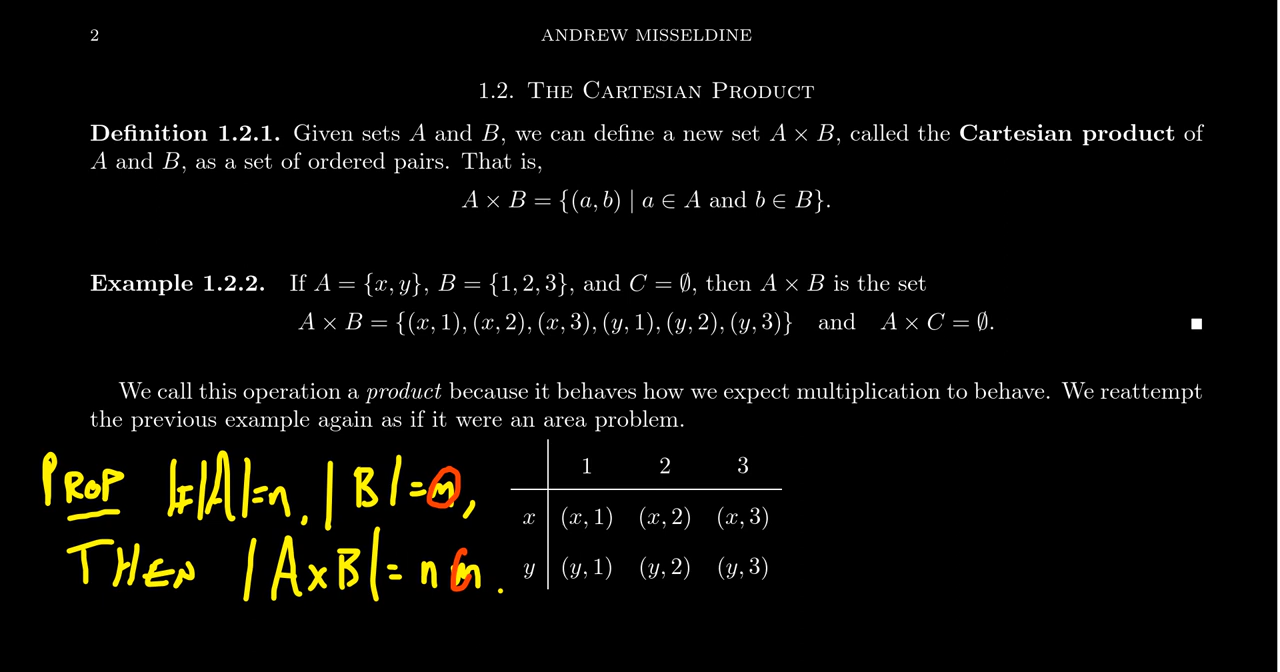 2 ANDREW MISSELDINE
1.2. THE CARTESIAN PRODUCT
Definition 1.2.1. Given sets A and B, we can define a new set A × B, called the Cartesian product of
A and B, as a set of ordered pairs. That is,
A × B = {(a, b) | a ∈ A and b ∈ B}.
Example 1.2.2. If A = {x, y}, B = {1, 2, 3}, and C = ∅, then A × B is the set
A × B = {(x, 1), (x, 2), (x, 3), (y, 1), (y, 2), (y, 3)} and A × C = ∅.
We call this operation a product because it behaves how we expect multiplication to behave. We reattempt
the previous example again as if it were an area problem.
PROP IF |A|=n, |B|=m,
THEN |A×B|= nm.
1 2 3
x (x, 1) (x, 2) (x, 3)
y (y, 1) (y, 2) (y, 3)